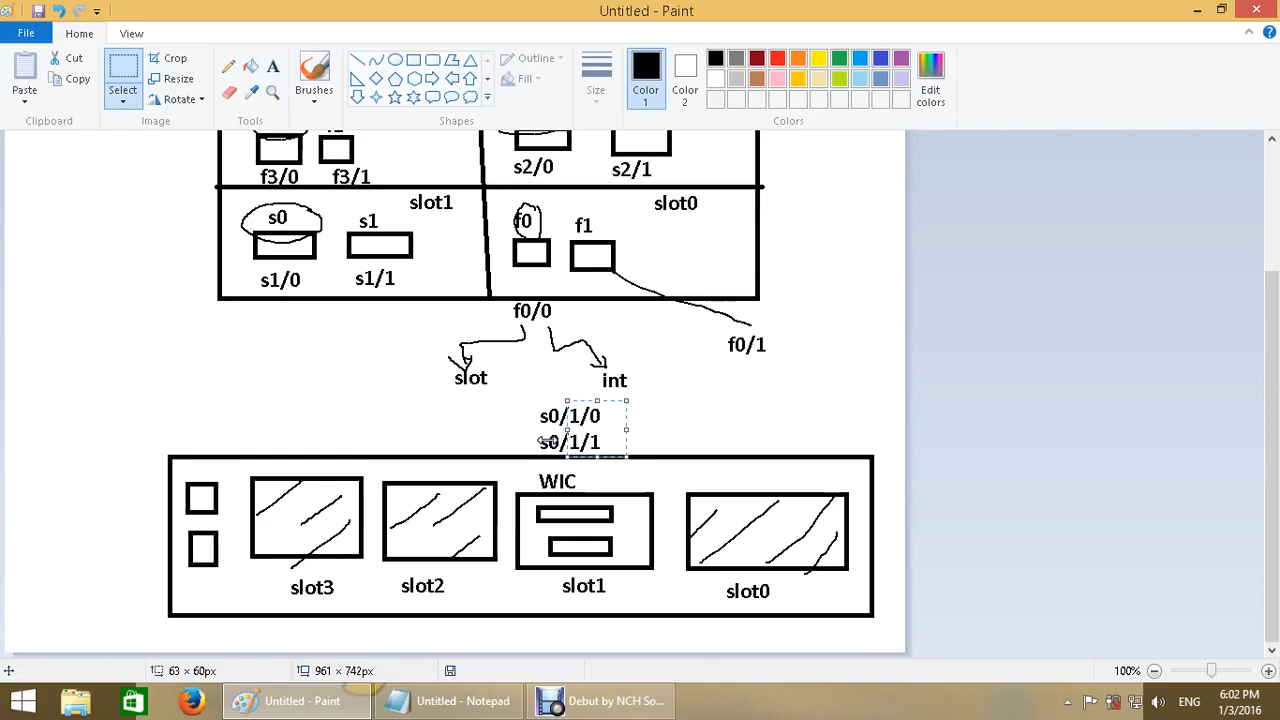 Untitled - Paint
File Home View
Paste
Cut
Copy
Clipboard
Select
Crop
Resize
Rotate
Image
A
Tools
Brushes
Outline
Fill
Shapes
Size
Color 1
Color 2
Edit colors
Colors
f3/0 f3/1
s2/0 s2/1
slot1 slot0
s0 s1 f0 f1
s1/0 s1/1
f0/0
f0/1
slot int
s0/1/0
s0/1/1
WIC
slot3 slot2 slot1 slot0
63 × 60px 961 × 742px 100%
Untitled - Paint Untitled - Notepad Debut by NCH So...
ENG 6:02 PM
1/3/2016